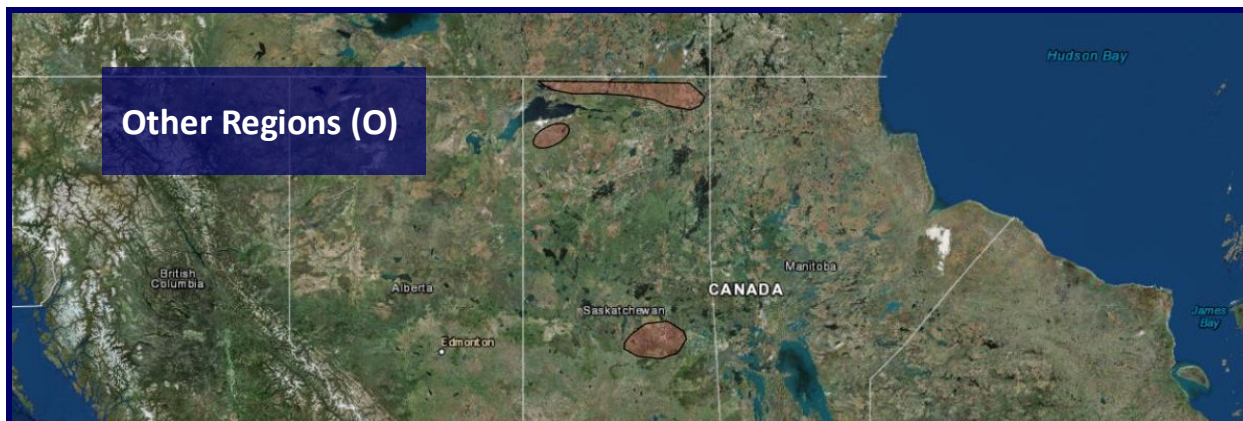 Hudson Bay
Other Regions (O)
British
Columbia
Alberta
Saskatchewan
CANADA
Manitoba
James
Bay
Edmonton